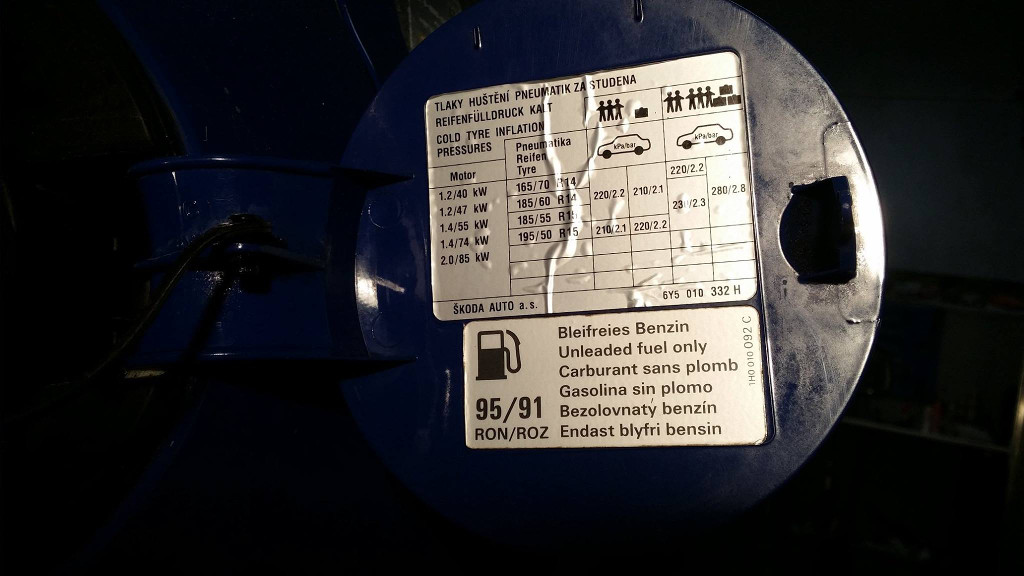 TLAKY HUŠTĚNÍ PNEUMATIK ZA STUDENA
REIFENFÜLLDRUCK KALT
COLD TYRE INFLATION
PRESSURES
Pneumatika
Reifen
Tyre
kPa/bar
kPa/bar
Motor
1.2/40 kW
1.2/47 kW
1.4/55 kW
1.4/74 kW
2.0/85 kW
165/70 R14
185/60 R14
185/55 R15
195/50 R15
220/2.2
210/2.1
220/2.2
230/2.3
280/2.8
210/2.1
220/2.2
ŠKODA AUTO a.s.
6Y5 010 332 H
Bleifreies Benzin
Unleaded fuel only
Carburant sans plomb
Gasolina sin plomo
95/91
Bezolovnatý benzín
RON/ROZ
Endast blyfri bensin
1H0 010 092 C